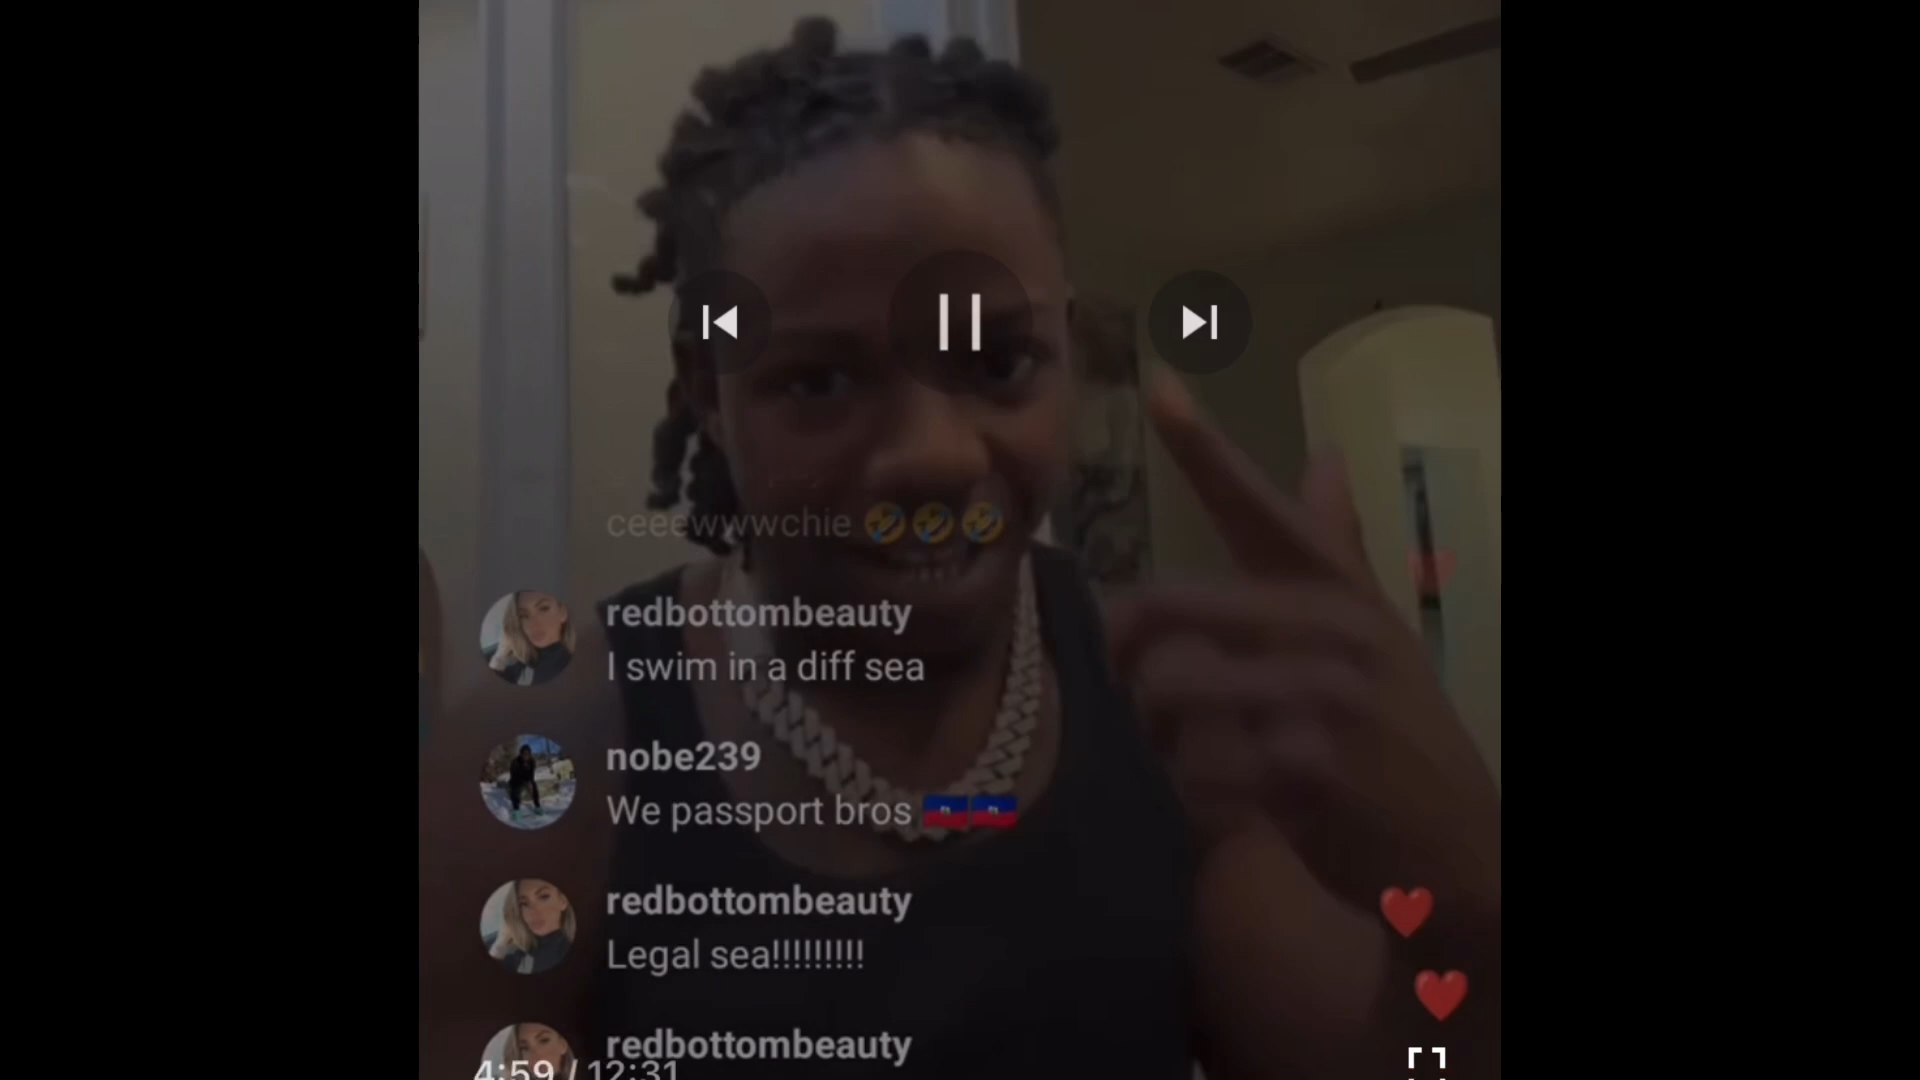 ceeewwwchie 🤣🤣🤣
redbottombeauty
I swim in a diff sea
nobe239
We passport bros 🇭🇹🇭🇹
redbottombeauty
Legal sea!!!!!!!!!
redbottombeauty
4:59 / 12:31